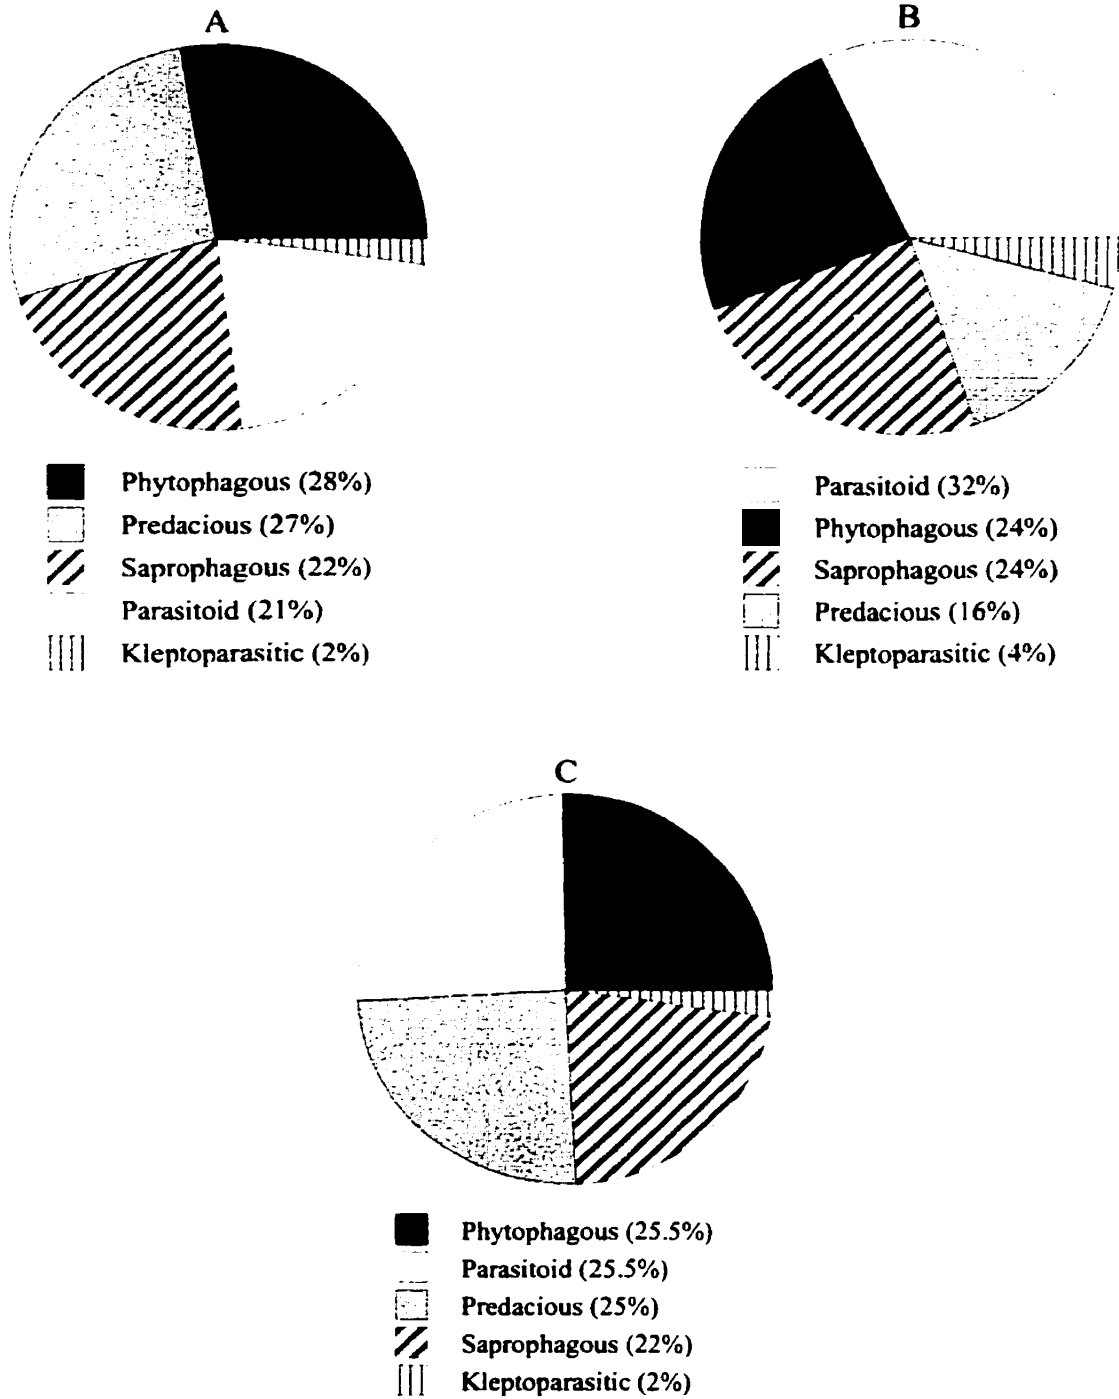 A
Phytophagous (28%)
Predacious (27%)
Saprophagous (22%)
Parasitoid (21%)
Kleptoparasitic (2%)
B
Parasitoid (32%)
Phytophagous (24%)
Saprophagous (24%)
Predacious (16%)
Kleptoparasitic (4%)
C
Phytophagous (25.5%)
Parasitoid (25.5%)
Predacious (25%)
Saprophagous (22%)
Kleptoparasitic (2%)